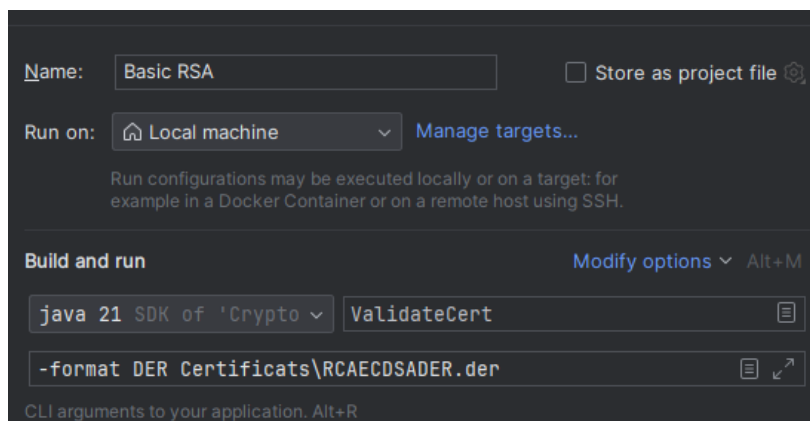 Name: Basic RSA Store as project file
Run on: Local machine Manage targets...
Run configurations may be executed locally or on a target: for
example in a Docker Container or on a remote host using SSH.
Build and run Modify options Alt+M
java 21 SDK of 'Crypto ValidateCert
-format DER Certificats\RCAECDSADER.der
CLI arguments to your application. Alt+R